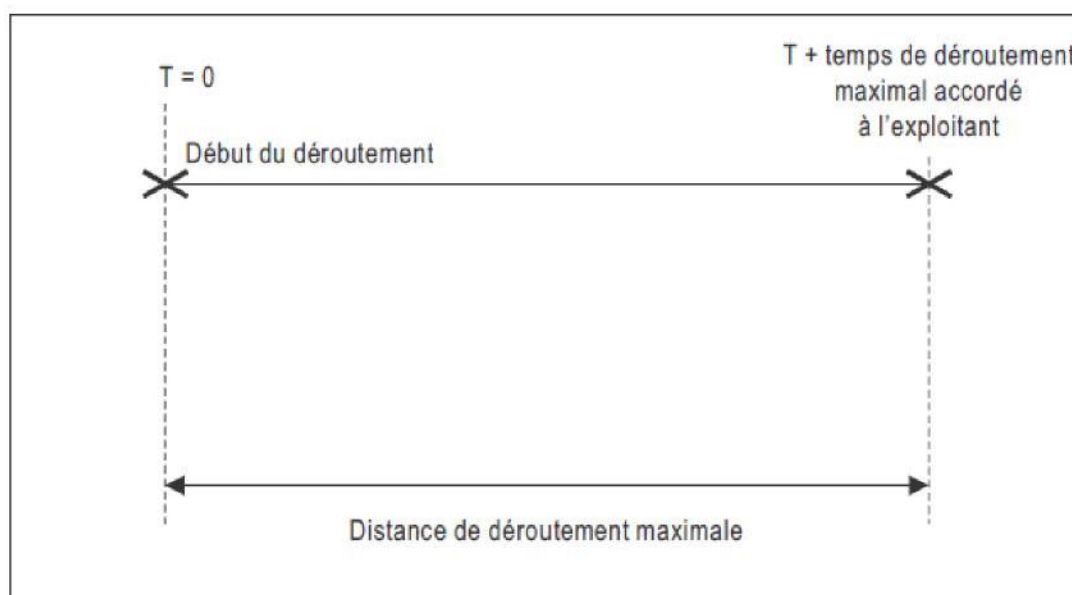 T = 0
T + temps de déroutement
maximal accordé
à l'exploitant
Début du déroutement
Distance de déroutement maximale